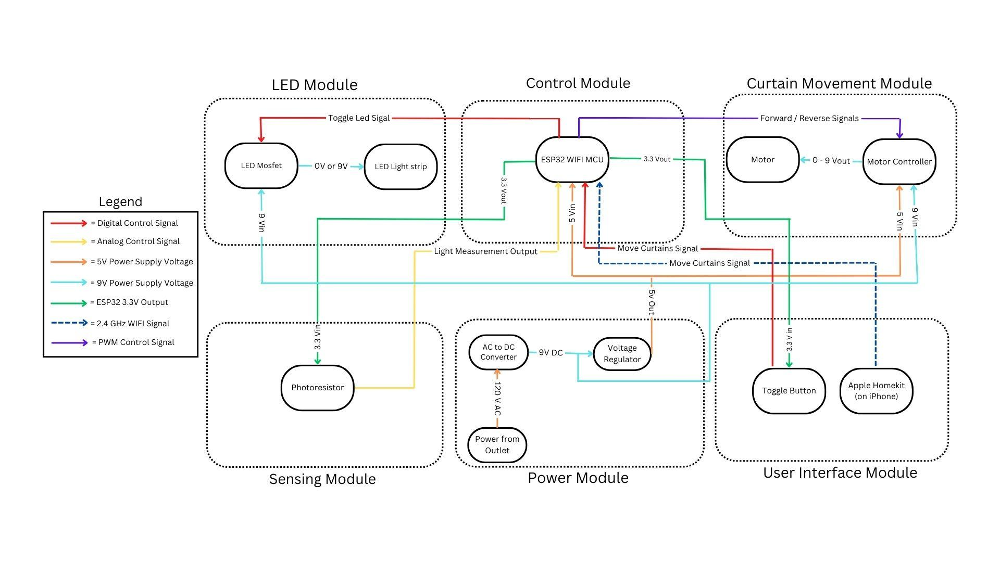 LED Module
Control Module
Curtain Movement Module
Toggle Led Sigal
Forward / Reverse Signals
LED Mosfet
0V or 9V
LED Light strip
ESP32 WIFI MCU
3.3 Vout
Motor
0 - 9 Vout
Motor Controller
3.3 Vout
9 Vin
5 Vin
5 Vin
9 Vin
Legend
= Digital Control Signal
= Analog Control Signal
= 5V Power Supply Voltage
= 9V Power Supply Voltage
= ESP32 3.3V Output
= 2.4 GHz WIFI Signal
= PWM Control Signal
Light Measurement Output
Move Curtains Signal
Move Curtains Signal
5v Out
3.3 Vin
3.3 V in
AC to DC
Converter
9V DC
Voltage
Regulator
Photoresistor
120 V AC
Toggle Button
Apple Homekit
(on iPhone)
Power from
Outlet
Sensing Module
Power Module
User Interface Module